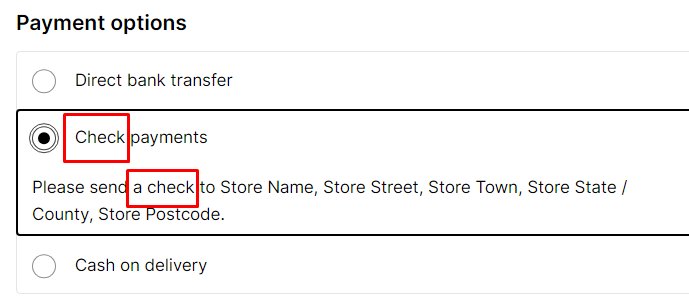 Payment options
Direct bank transfer
Check payments
Please send a check to Store Name, Store Street, Store Town, Store State /
County, Store Postcode.
Cash on delivery